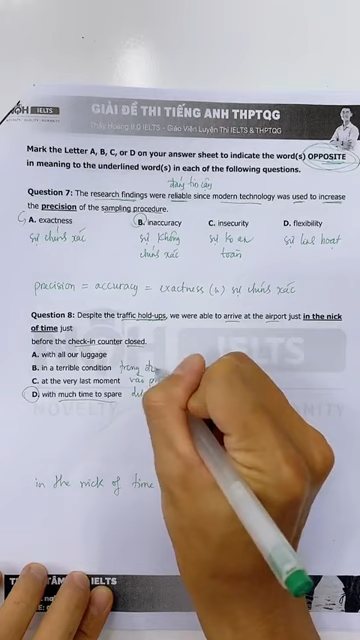 IELTS
GIẢI ĐỀ THI TIẾNG ANH THPTQG
Thầy Hoàng B.Q IELTS - Giáo Viên Luyện Thi IELTS & THPTQG
Mark the Letter A, B, C, or D on your answer sheet to indicate the word(s) OPPOSITE
in meaning to the underlined word(s) in each of the following questions.
đáng tin cậy
Question 7: The research findings were reliable since modern technology was used to increase
the precision of the sampling procedure.
A. exactness B. inaccuracy C. insecurity D. flexibility
sự chính xác sự không chính xác sự ko an toàn sự linh hoạt
precision = accuracy = exactness (n) sự chính xác
Question 8: Despite the traffic hold-ups, we were able to arrive at the airport just in the nick
of time just
before the check-in counter closed.
A. with all our luggage
B. in a terrible condition trong
C. at the very last moment vào
D. with much time to spare
IELTS
NOVELTY
HUMANITY
in the nick of time
IELTS